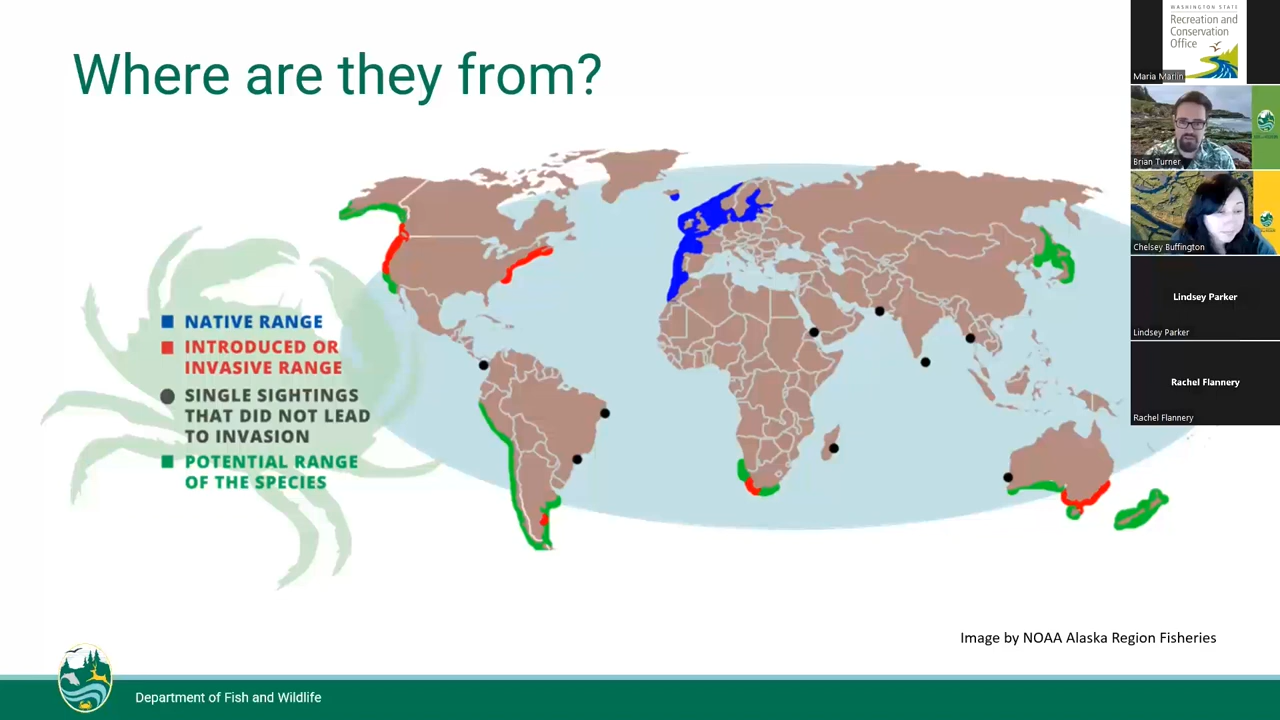 Where are they from?
NATIVE RANGE
INTRODUCED OR
INVASIVE RANGE
SINGLE SIGHTINGS
THAT DID NOT LEAD
TO INVASION
POTENTIAL RANGE
OF THE SPECIES
Image by NOAA Alaska Region Fisheries
Department of Fish and Wildlife
WASHINGTON STATE
Recreation and
Conservation
Office
Maria Marlin
Brian Turner
Chelsey Buffington
Lindsey Parker
Lindsey Parker
Rachel Flannery
Rachel Flannery